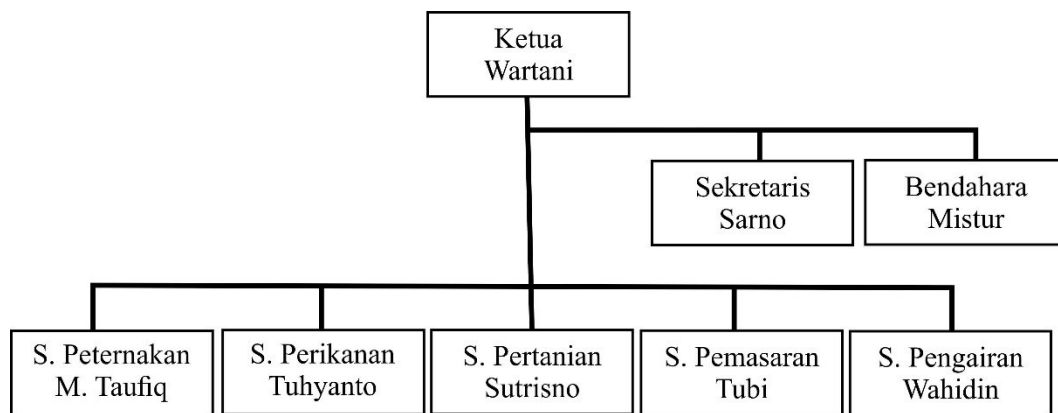 Ketua
Wartani
Sekretaris
Sarno
Bendahara
Mistur
S. Peternakan
M. Taufiq
S. Perikanan
Tuhyanto
S. Pertanian
Sutrisno
S. Pemasaran
Tubi
S. Pengairan
Wahidin